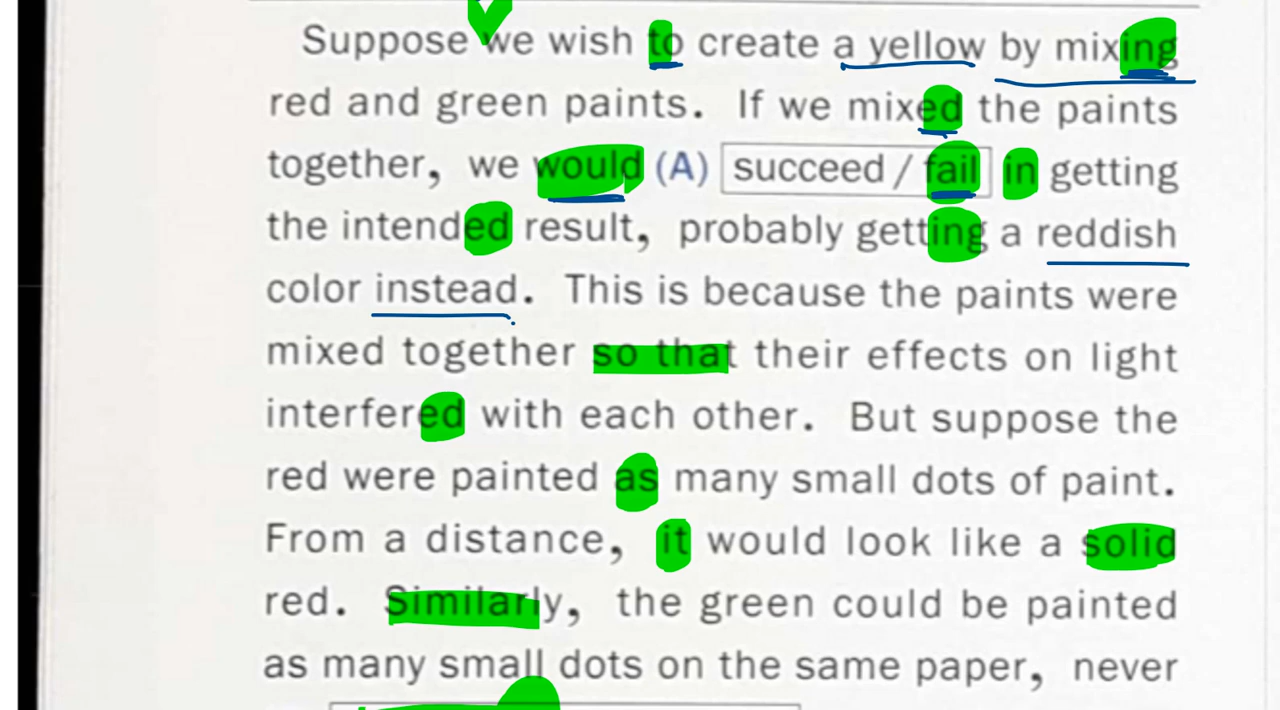 Suppose we wish to create a yellow by mixing
red and green paints. If we mixed the paints
together, we would (A) succeed / fail in getting
the intended result, probably getting a reddish
color instead. This is because the paints were
mixed together so that their effects on light
interfered with each other. But suppose the
red were painted as many small dots of paint.
From a distance, it would look like a solid
red. Similarly, the green could be painted
as many small dots on the same paper, never